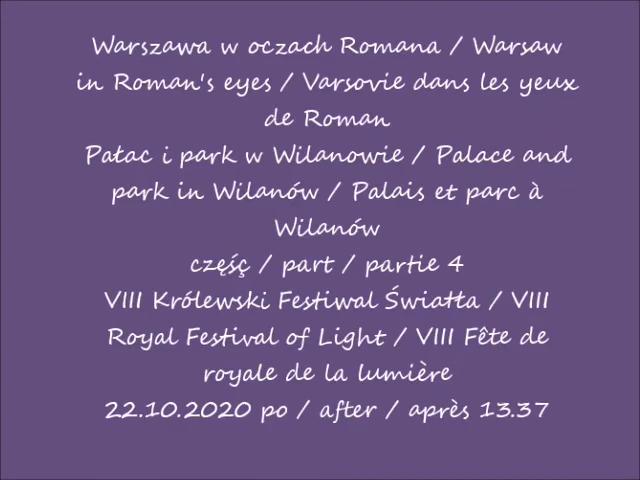 Warszawa w oczach Romana / Warsaw
in Roman's eyes / Varsovie dans les yeux
de Roman
Pałac i park w Wilanowie / Palace and
park in Wilanów / Palais et parc à
Wilanów
częśç / part / partie 4
VIII Królewski Festiwal Światła / VIII
Royal Festival of Light / VIII Fête de
royale de la lumière
22.10.2020 po / after / après 13.37